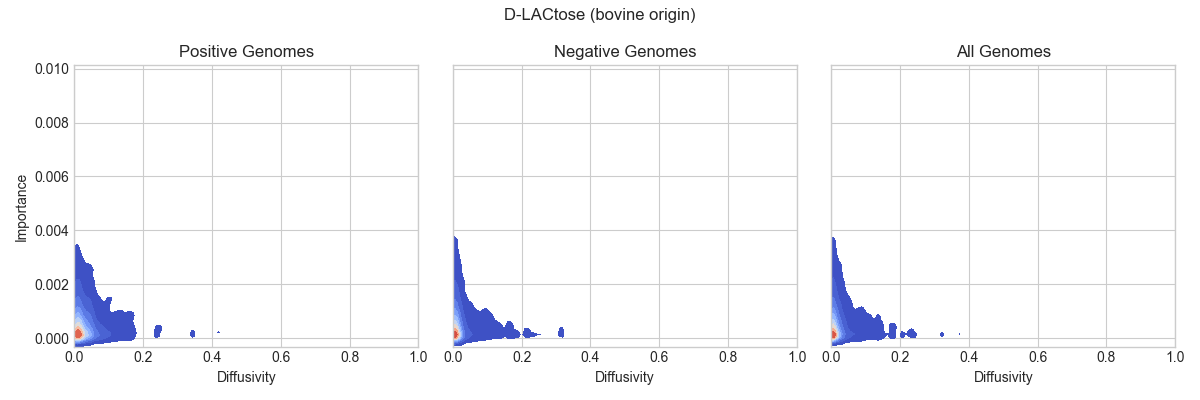 D-LACtose (bovine origin)
Positive Genomes
Negative Genomes
All Genomes
0.010
0.008
0.006
0.004
0.002
0.000
Importance
0.0 0.2 0.4 0.6 0.8 1.0
0.0 0.2 0.4 0.6 0.8 1.0
0.0 0.2 0.4 0.6 0.8 1.0
Diffusivity
Diffusivity
Diffusivity